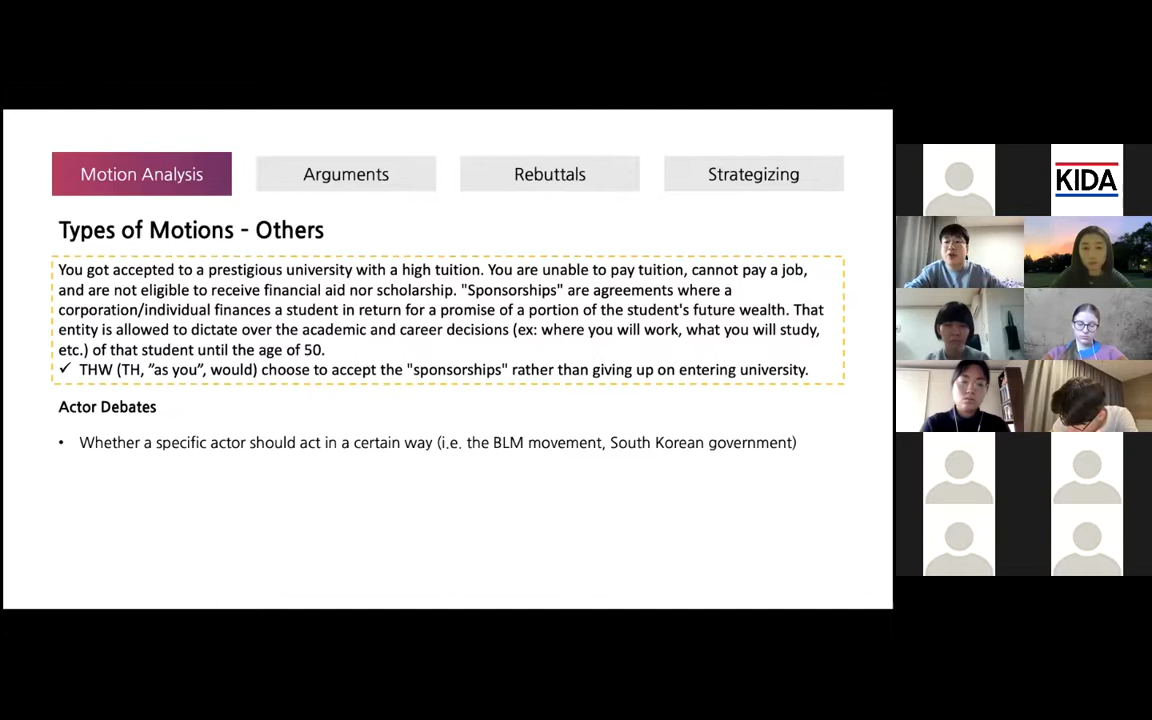 Motion Analysis
Arguments
Rebuttals
Strategizing
Types of Motions - Others
You got accepted to a prestigious university with a high tuition. You are unable to pay tuition, cannot pay a job,
and are not eligible to receive financial aid nor scholarship. "Sponsorships" are agreements where a
corporation/individual finances a student in return for a promise of a portion of the student's future wealth. That
entity is allowed to dictate over the academic and career decisions (ex: where you will work, what you will study,
etc.) of that student until the age of 50.
✓ THW (TH, ”as you”, would) choose to accept the "sponsorships" rather than giving up on entering university.
Actor Debates
• Whether a specific actor should act in a certain way (i.e. the BLM movement, South Korean government)
KIDA